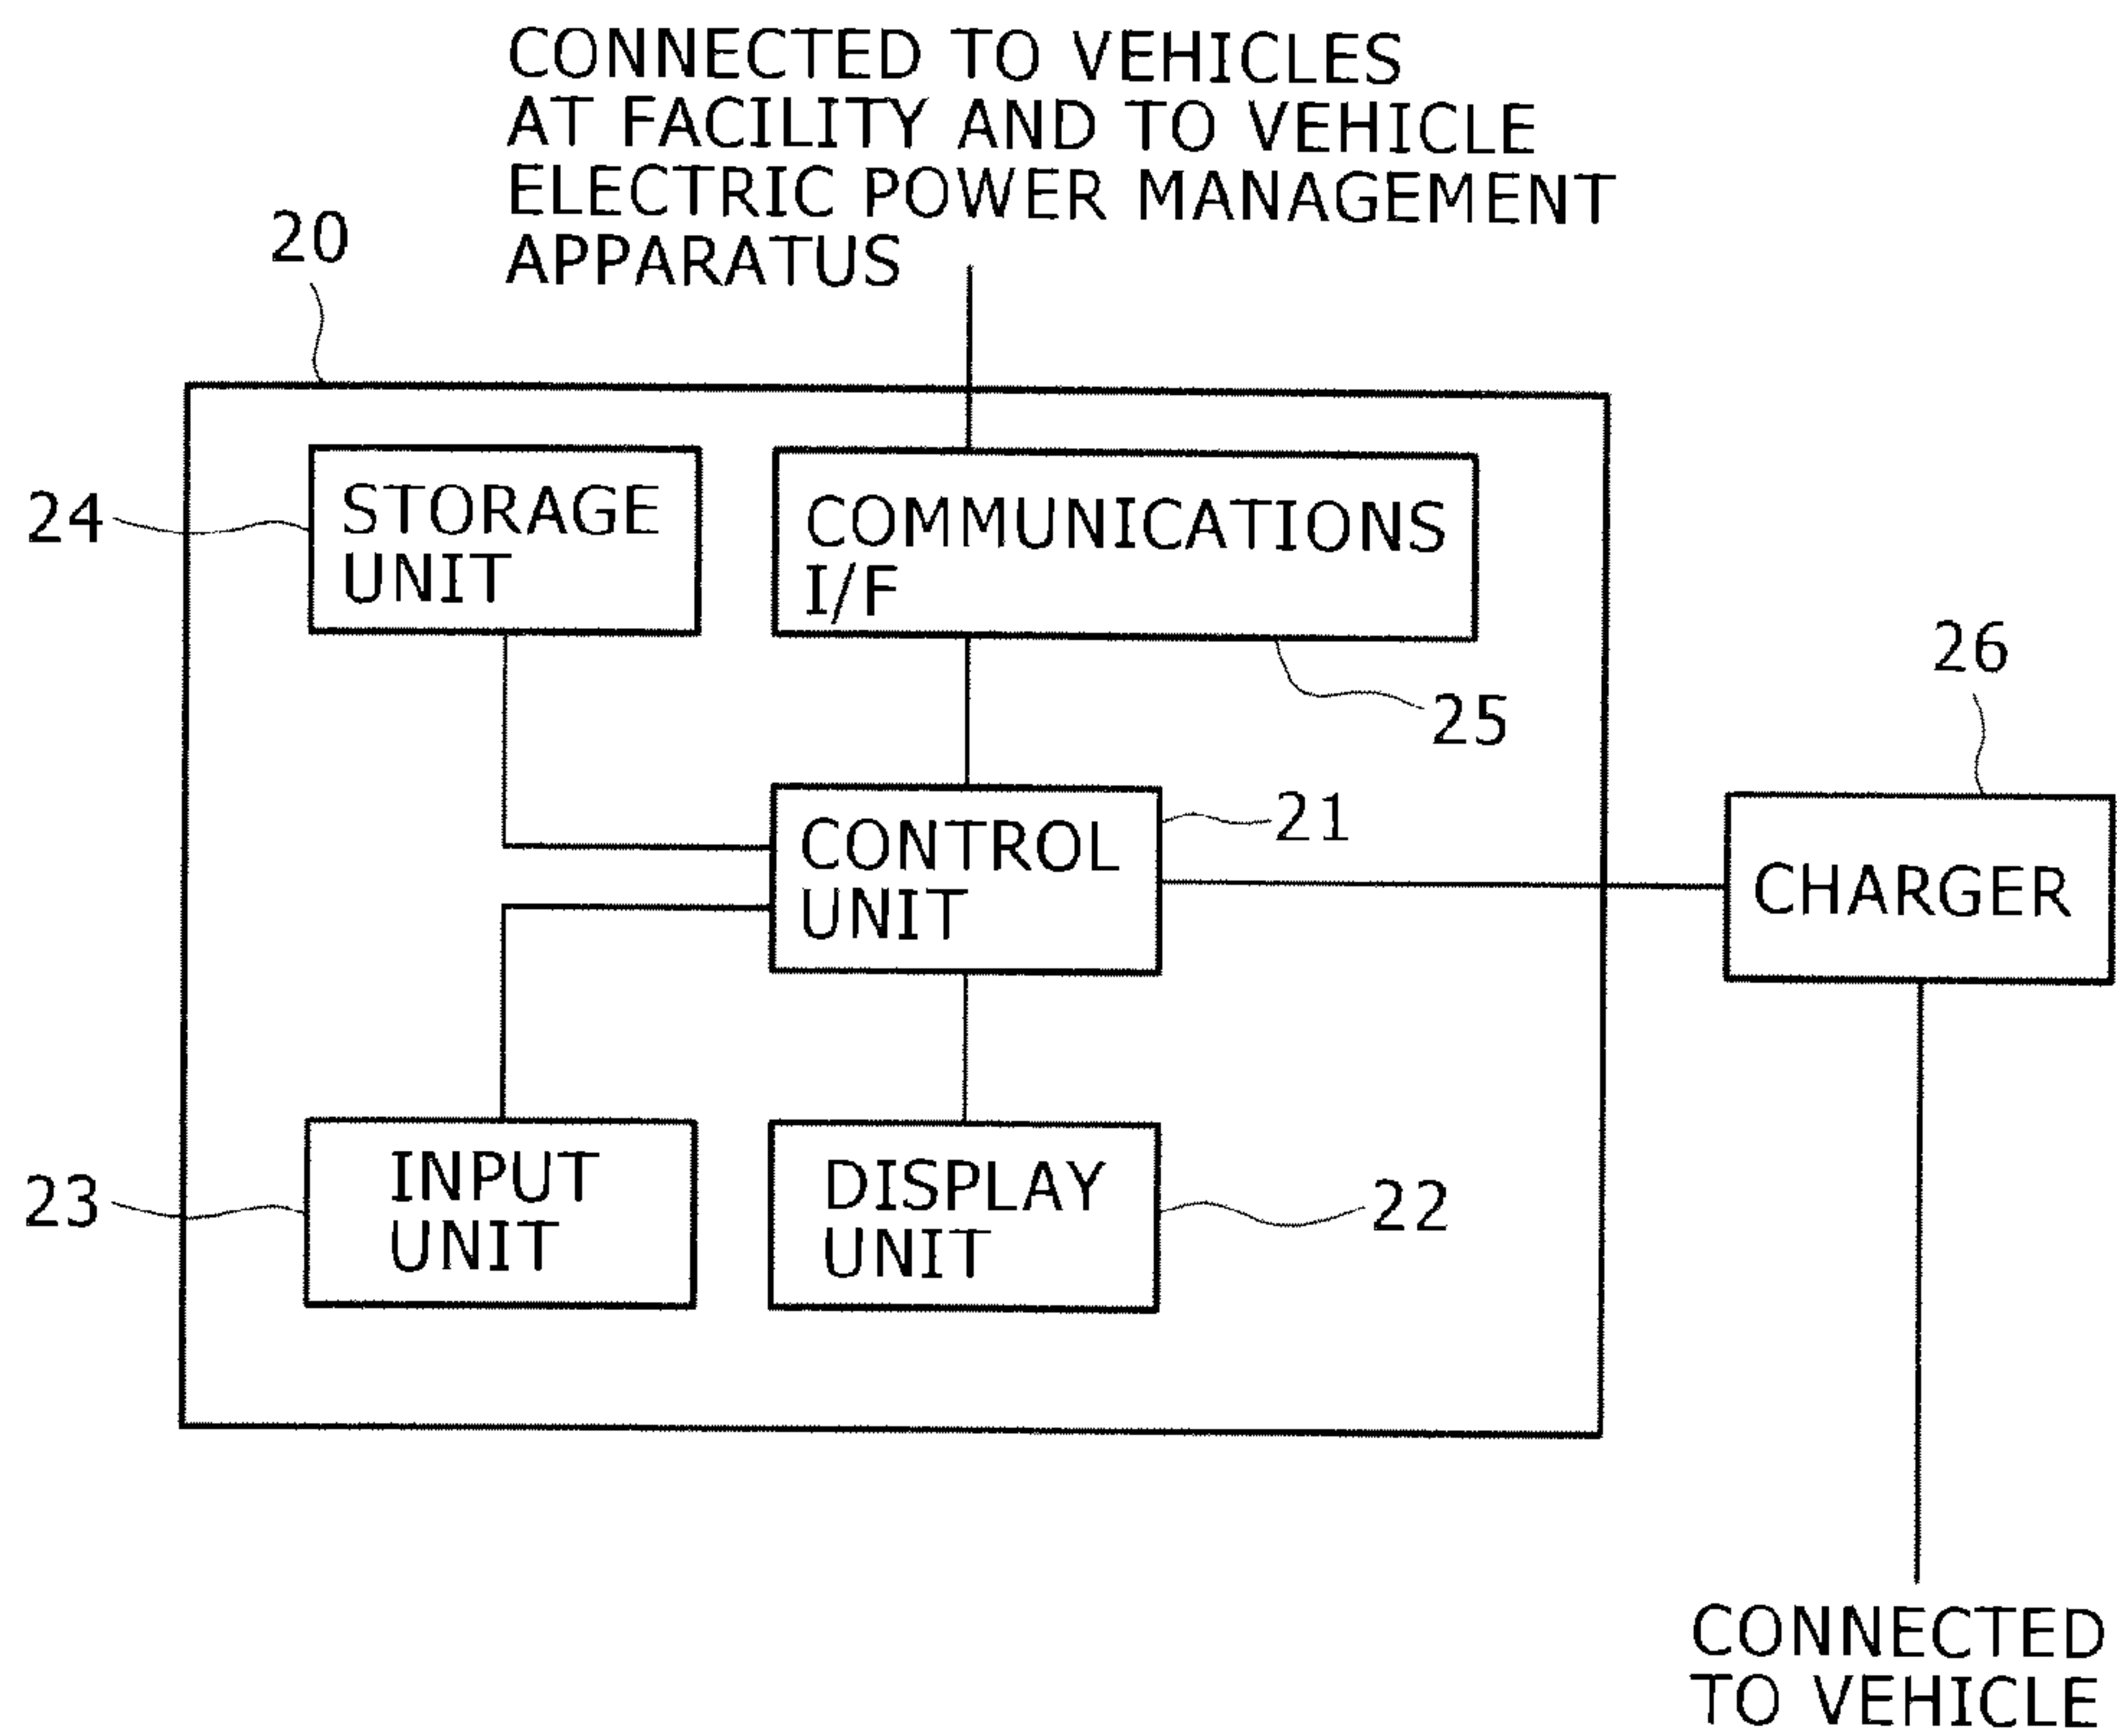 CONNECTED TO VEHICLES
AT FACILITY AND TO VEHICLE
ELECTRIC POWER MANAGEMENT
APPARATUS
20
24
STORAGE
UNIT
COMMUNICATIONS
I/F
25
26
21
CONTROL
UNIT
CHARGER
23
INPUT
UNIT
DISPLAY
UNIT
22
CONNECTED
TO VEHICLE